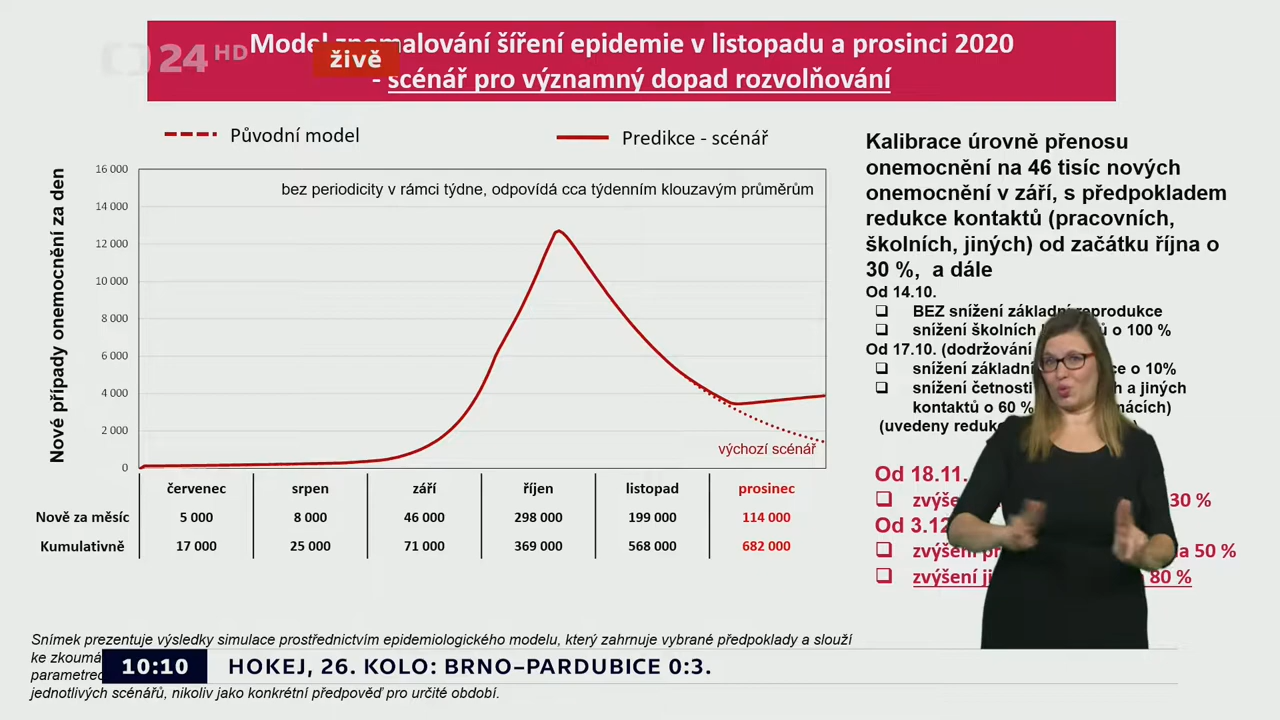 Model znomalování šíření epidemie v listopadu a prosinci 2020
- scénář pro významný dopad rozvolňování
24 HD
živě
Původní model
Predikce - scénář
Nové případy onemocnění za den
16 000
14 000
12 000
10 000
8 000
6 000
4 000
2 000
0
bez periodicity v rámci týdne, odpovídá cca týdenním klouzavým průměrům
výchozí scénář
červenec srpen září říjen listopad prosinec
Nově za měsíc 5 000 8 000 46 000 298 000 199 000 114 000
Kumulativně 17 000 25 000 71 000 369 000 568 000 682 000
Kalibrace úrovně přenosu
onemocnění na 46 tisíc nových
onemocnění v září, s předpokladem
redukce kontaktů (pracovních,
školních, jiných) od začátku října o
30 %, a dále
Od 14.10.
BEZ snížení základní reprodukce
snížení školních o 100 %
Od 17.10. (dodržování
snížení základní o 10%
snížení četnosti a jiných
kontaktů o 60 %
(uvedeny
Od 18.11.
30 %
Od 3.12
50 %
zvýšení 80 %
Snímek prezentuje výsledky simulace prostřednictvím epidemiologického modelu, který zahrnuje vybrané předpoklady a slouží
ke
jednotlivých scénářů, nikoliv jako konkrétní předpověď pro určité období.
10:10 HOKEJ, 26. KOLO: BRNO–PARDUBICE 0:3.